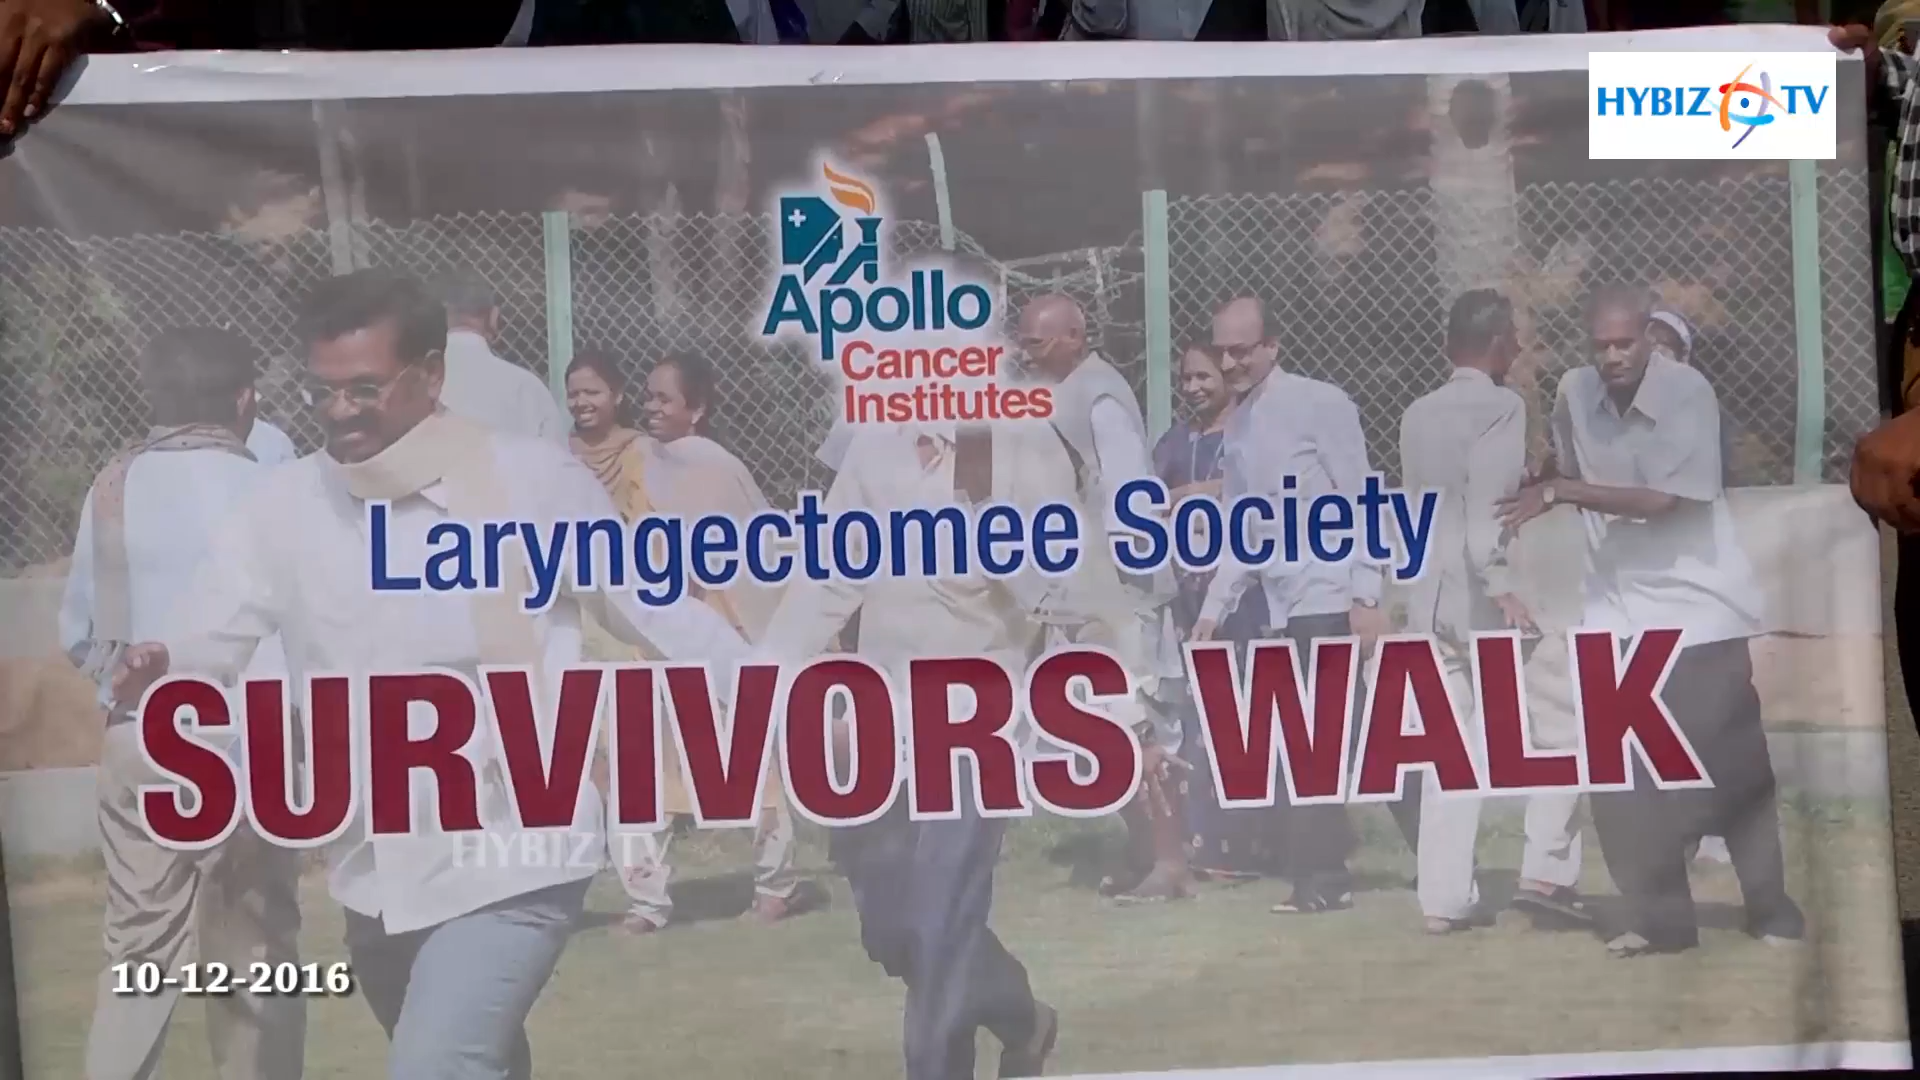 HYBIZ TV
Apollo
Cancer
Institutes
Laryngectomee Society
SURVIVORS WALK
HYBIZ TV
10-12-2016